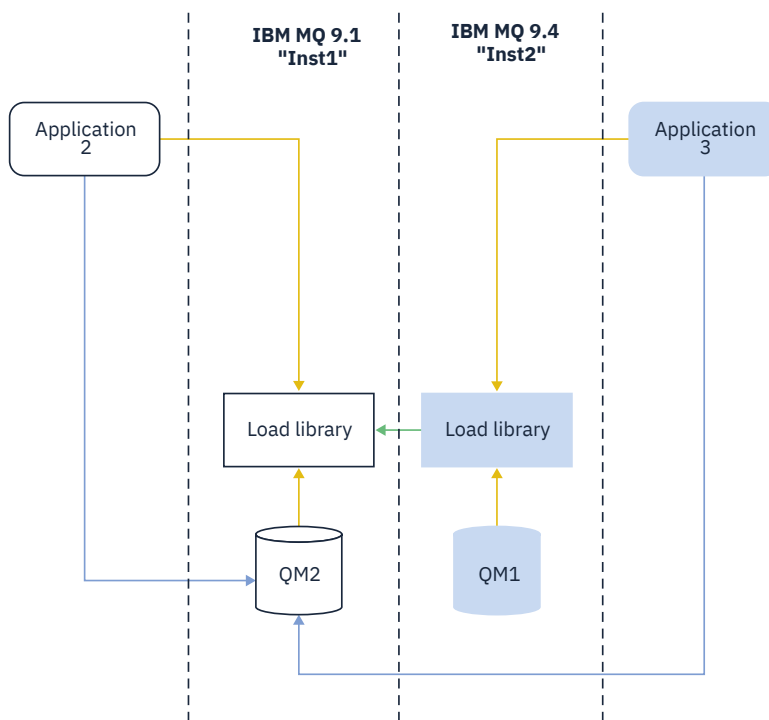 IBM MQ 9.1
"Inst1"
IBM MQ 9.4
"Inst2"
Application
2
Application
3
Load library
Load library
QM2
QM1